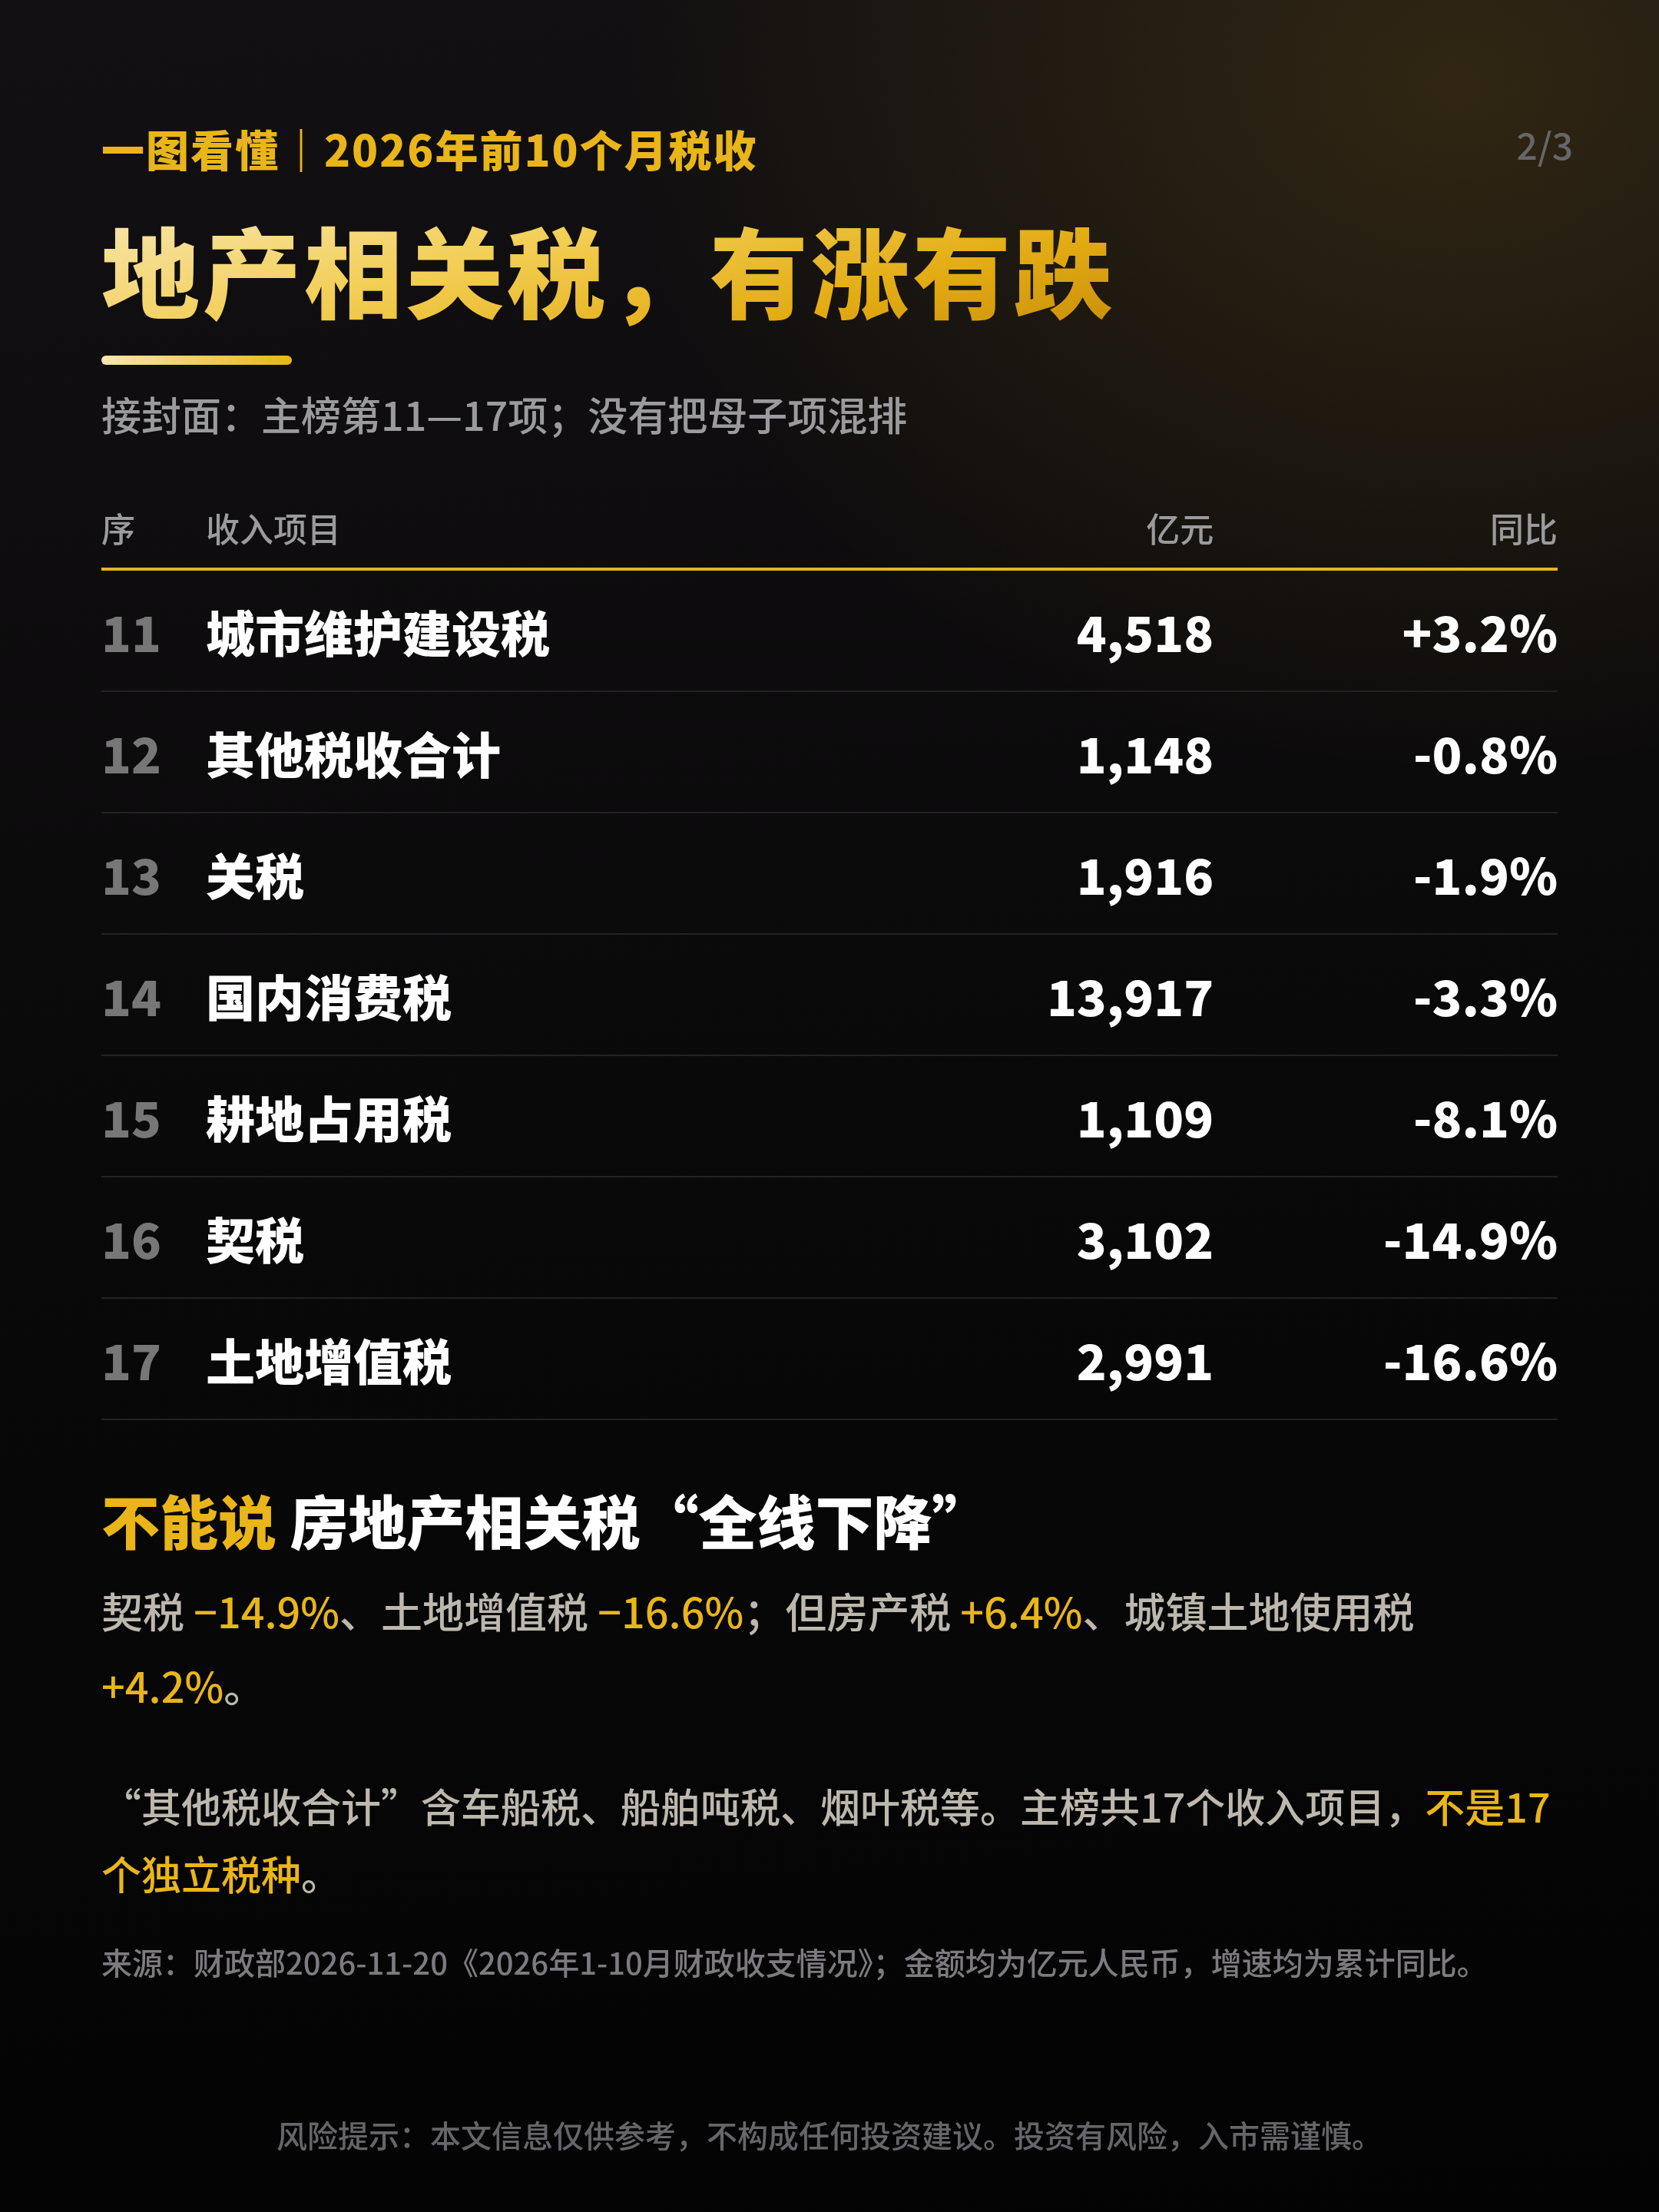 一图看懂｜2026年前10个月税收
2/3
地产相关税，有涨有跌
接封面：主榜第11—17项；没有把母子项混排
序 收入项目 亿元 同比
11 城市维护建设税 4,518 +3.2%
12 其他税收合计 1,148 -0.8%
13 关税 1,916 -1.9%
14 国内消费税 13,917 -3.3%
15 耕地占用税 1,109 -8.1%
16 契税 3,102 -14.9%
17 土地增值税 2,991 -16.6%
不能说 房地产相关税“全线下降”
契税 −14.9%、土地增值税 −16.6%；但房产税 +6.4%、城镇土地使用税
+4.2%。
“其他税收合计”含车船税、船舶吨税、烟叶税等。主榜共17个收入项目，不是17
个独立税种。
来源：财政部2026-11-20《2026年1-10月财政收支情况》；金额均为亿元人民币，增速均为累计同比。
风险提示：本文信息仅供参考，不构成任何投资建议。投资有风险，入市需谨慎。